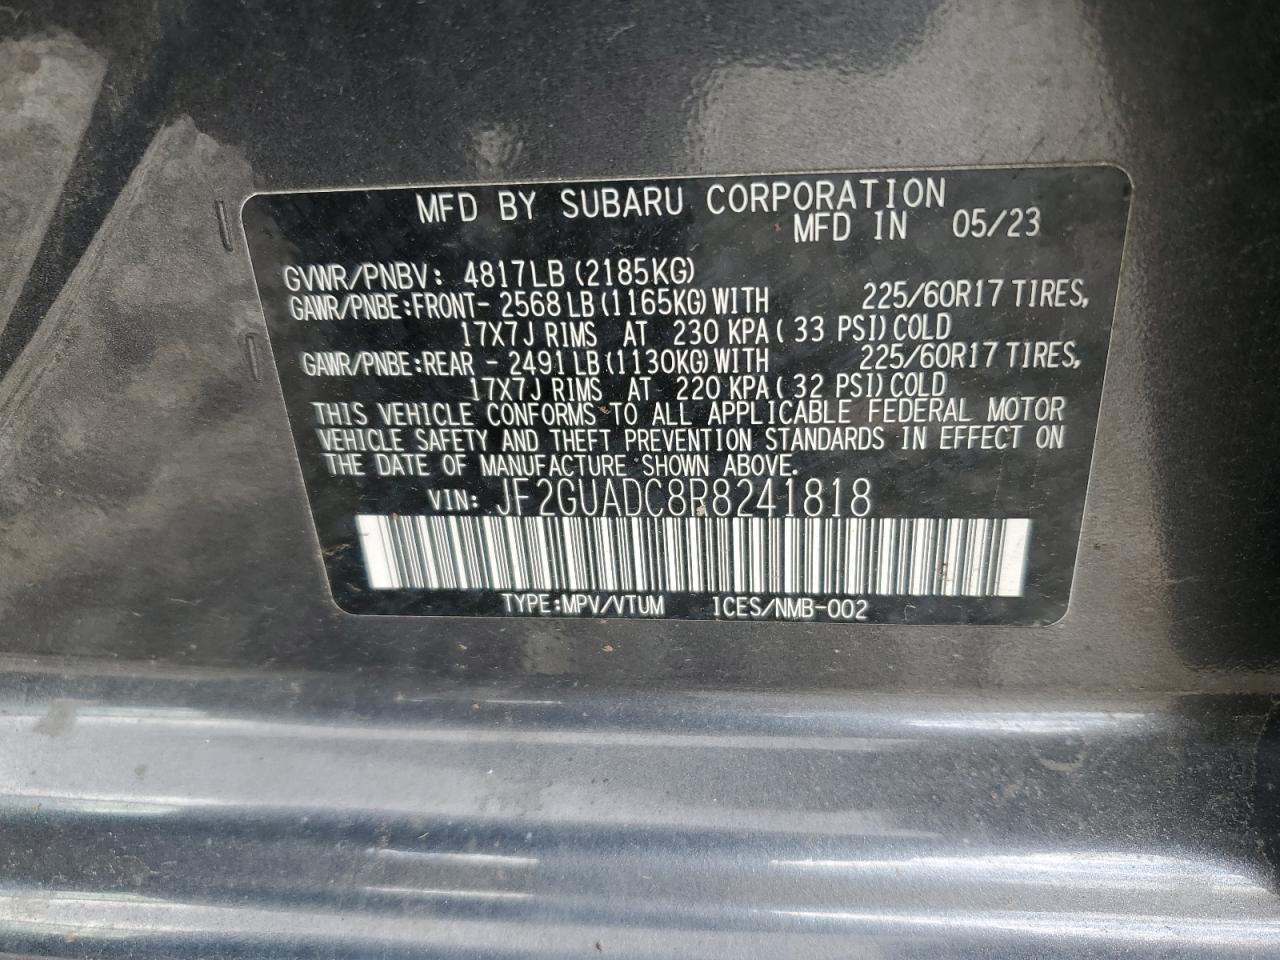 MFD BY SUBARU CORPORATION
MFD IN 05/23
GVWR/PNBV: 4817LB (2185KG)
GAWR/PNBE:FRONT- 2568 LB (1165KG) WITH 225/60R17 TIRES,
17X7J RIMS AT 230 KPA ( 33 PSI) COLD
GAWR/PNBE:REAR - 2491 LB (1130KG) WITH 225/60R17 TIRES,
17X7J RIMS AT 220 KPA ( 32 PSI) COLD
THIS VEHICLE CONFORMS TO ALL APPLICABLE FEDERAL MOTOR
VEHICLE SAFETY AND THEFT PREVENTION STANDARDS IN EFFECT ON
THE DATE OF MANUFACTURE SHOWN ABOVE.
VIN: JF2GUADC8R8241818
TYPE:MPV/VTUM ICES/NMB-002